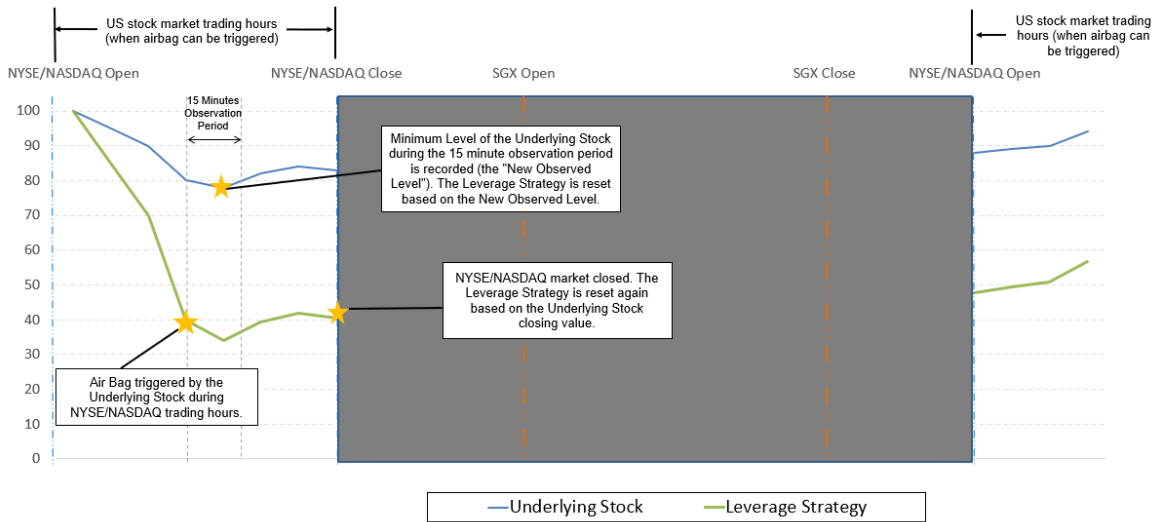 US stock market trading hours
(when airbag can be triggered)
US stock market trading
hours (when airbag can
be triggered)
NYSE/NASDAQ Open
NYSE/NASDAQ Close
SGX Open
SGX Close
NYSE/NASDAQ Open
15 Minutes
Observation
Period
100
90
80
70
60
50
40
30
20
10
0
Minimum Level of the Underlying Stock
during the 15 minute observation period
is recorded (the "New Observed
Level"). The Leverage Strategy is reset
based on the New Observed Level.
NYSE/NASDAQ market closed. The
Leverage Strategy is reset again
based on the Underlying Stock
closing value.
Air Bag triggered by the
Underlying Stock during
NYSE/NASDAQ trading hours.
Underlying Stock
Leverage Strategy